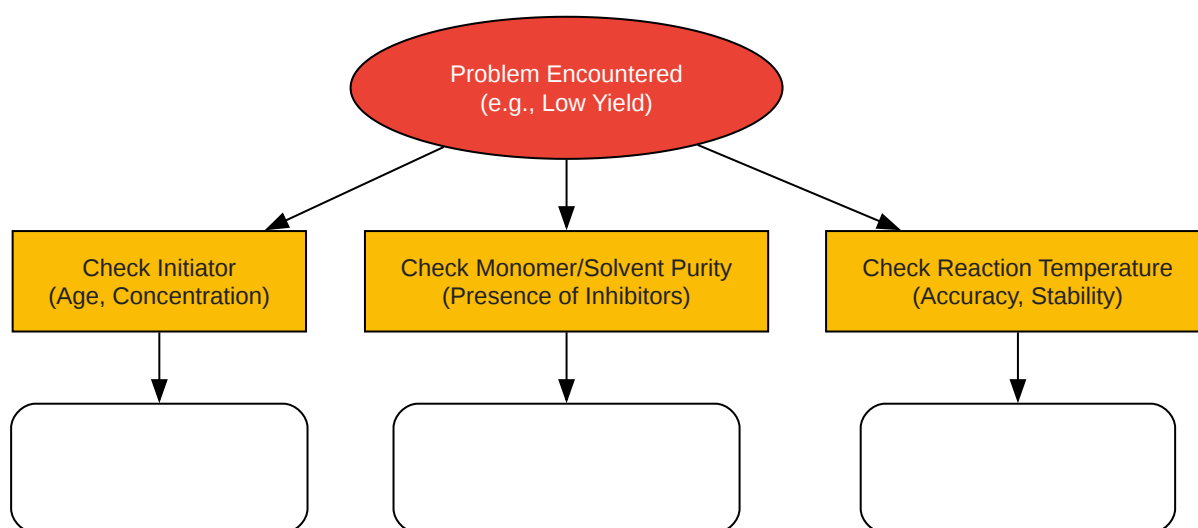 Problem Encountered
(e.g., Low Yield)
Check Initiator
(Age, Concentration)
Check Monomer/Solvent Purity
(Presence of Inhibitors)
Check Reaction Temperature
(Accuracy, Stability)